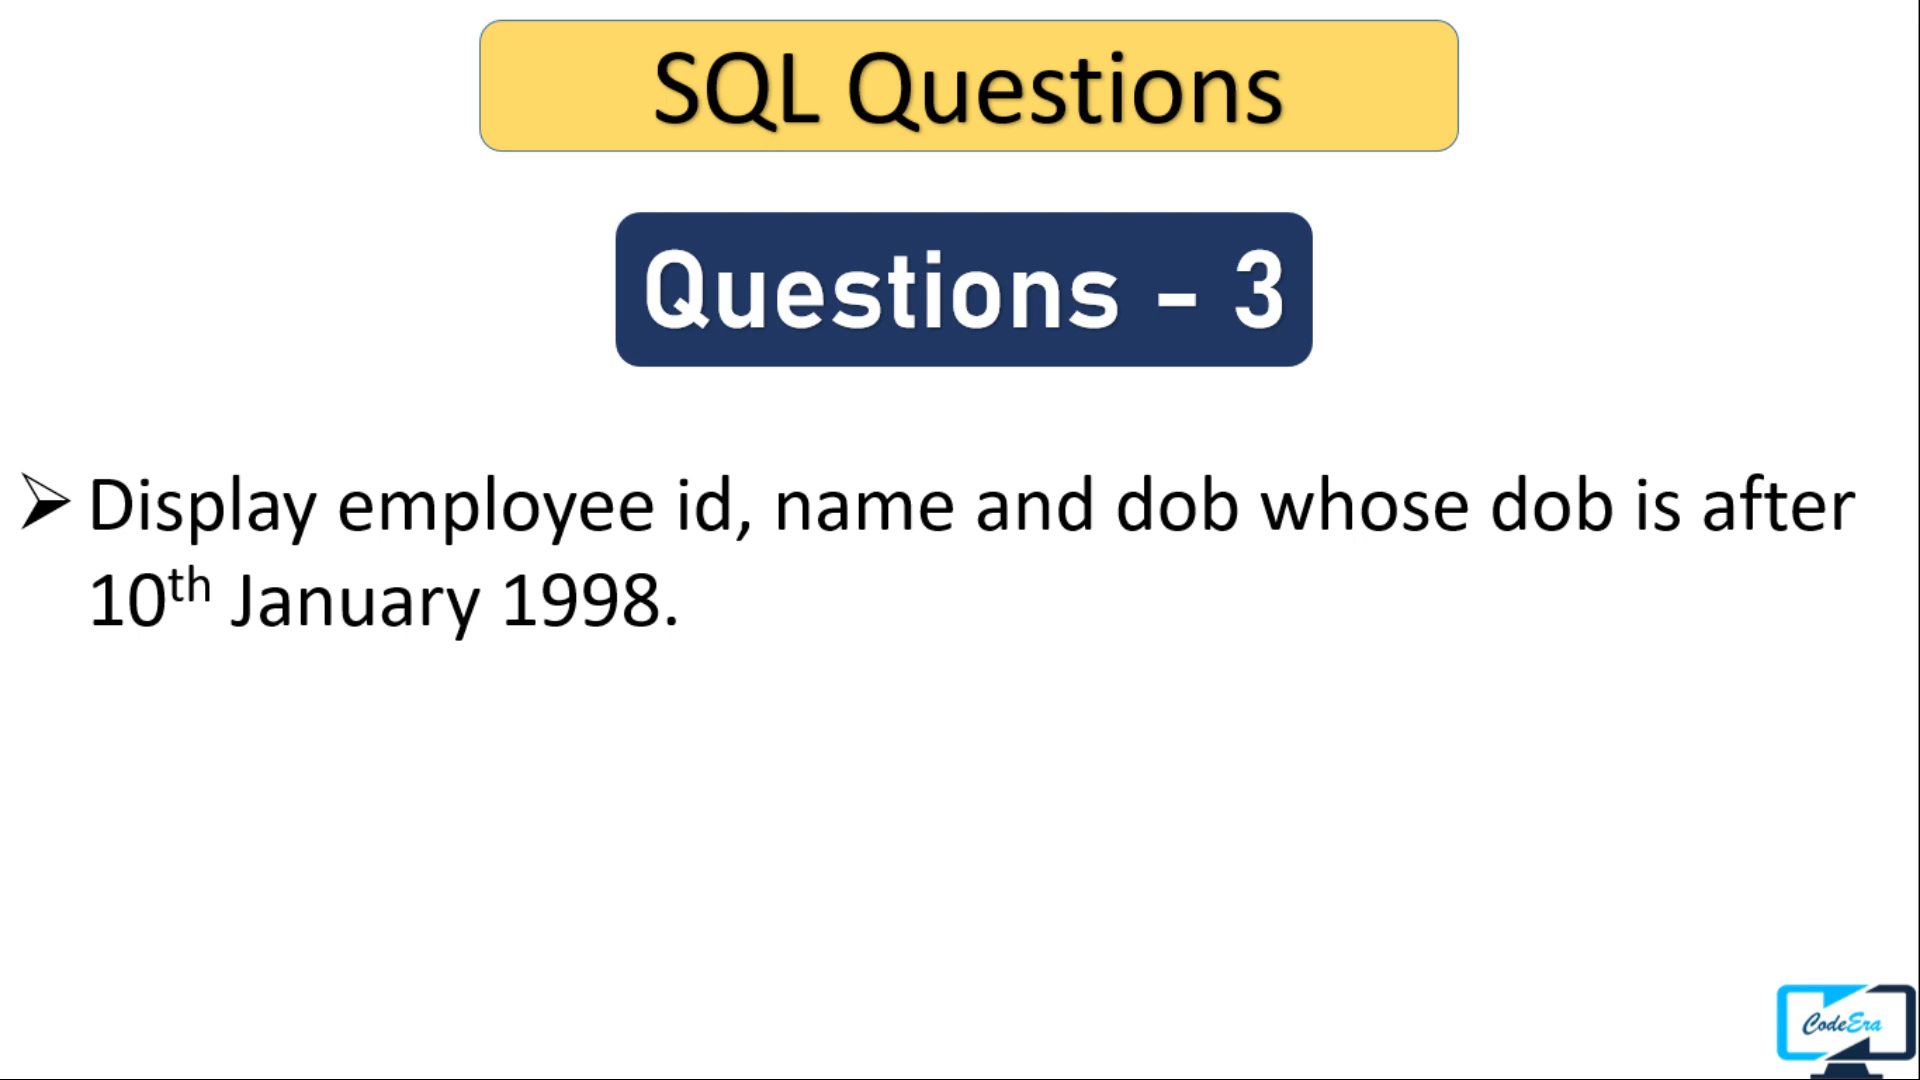 SQL Questions
Questions - 3
➢ Display employee id, name and dob whose dob is after
10th January 1998.
CodeEra